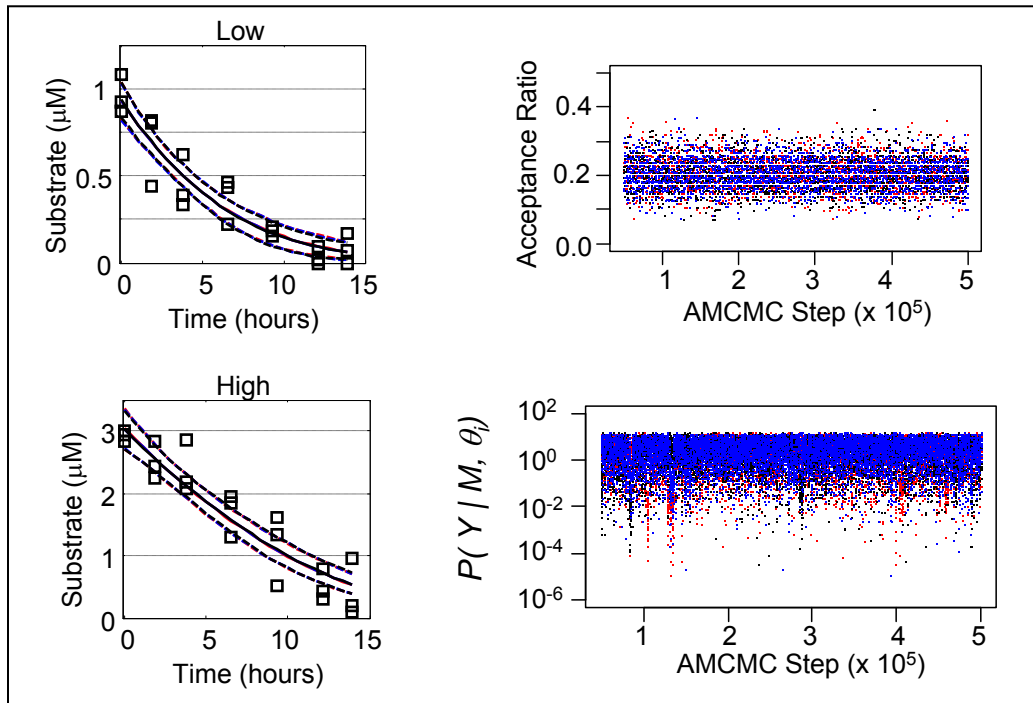 Low
Substrate (μM)
1
0.5
0
0 5 10 15
Time (hours)
Acceptance Ratio
0.4
0.2
0.0
1 2 3 4 5
AMCMC Step (x 10⁵)
High
Substrate (μM)
3
2
1
0
0 5 10 15
Time (hours)
P( Y | M, θᵢ)
10²
10⁰
10⁻²
10⁻⁴
10⁻⁶
1 2 3 4 5
AMCMC Step (x 10⁵)